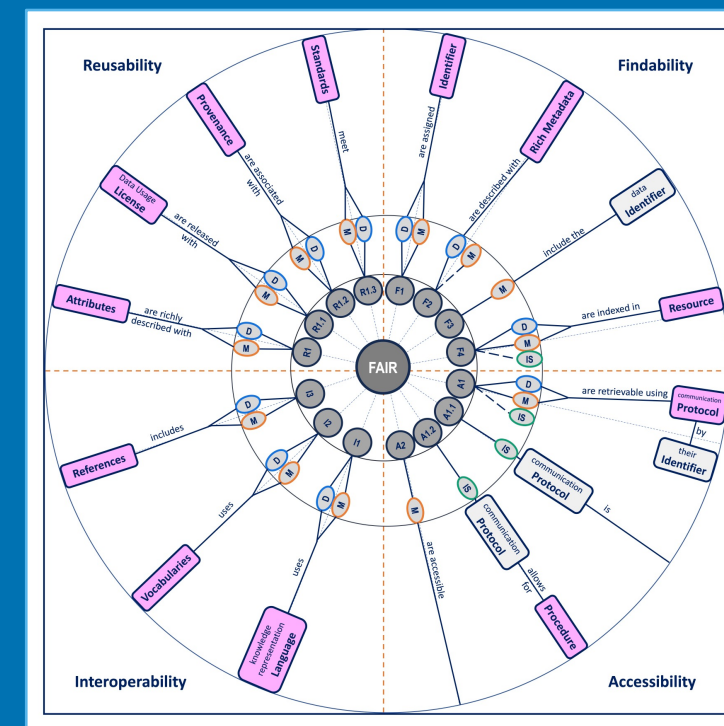 Reusability
Findability
Standards
meet
Identifier
are assigned
Provenance
are associated
with
Rich Metadata
are described with
Data Usage
License
are released
with
data
Identifier
include the
Attributes
are richly
described with
Resource
are indexed in
D
M
D
M
D
M
D
M
D
M
D
M
M
D
M
IS
R1
R1.1
R1.2
R1.3
F1
F2
F3
F4
FAIR
I3
I2
I1
A2
A1.2
A1.1
A1
D
M
IS
are retrievable using
communication
Protocol
by
their
Identifier
D
M
includes
References
D
M
uses
Vocabularies
D
M
uses
knowledge
representation
Language
M
are accessible
IS
communication
Protocol
allows
for
Procedure
IS
communication
Protocol
is
Interoperability
Accessibility